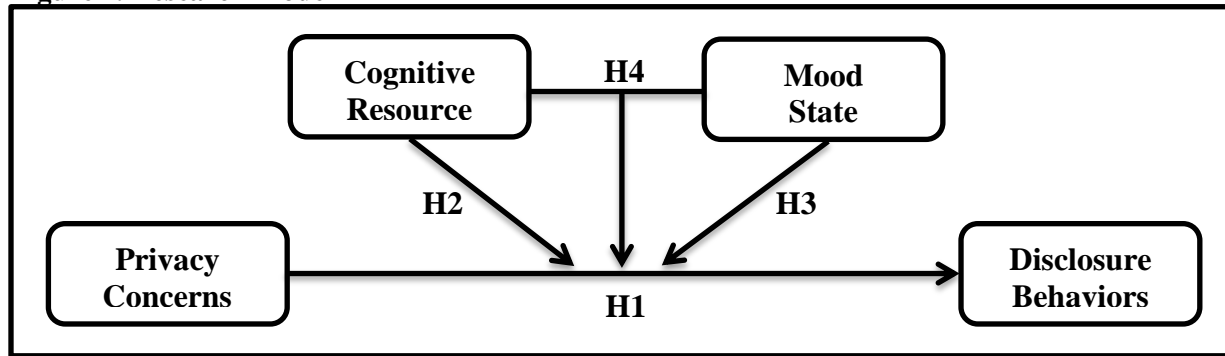 Cognitive
Resource
H4
Mood
State
H2
H3
Privacy
Concerns
H1
Disclosure
Behaviors